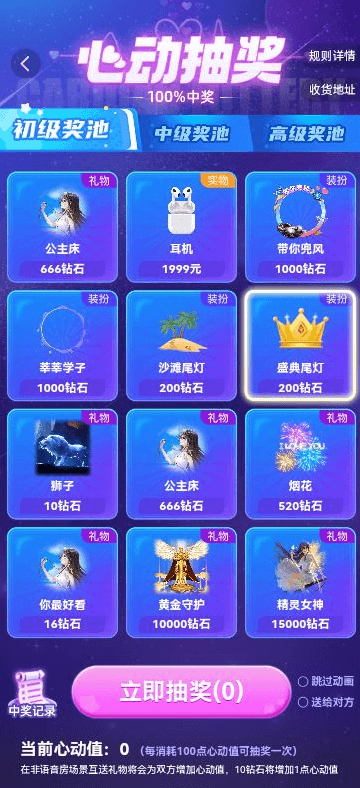 心动抽奖
规则详情
100%中奖
收货地址
初级奖池
中级奖池
高级奖池
礼物
公主床
666钻石
实物
耳机
1999元
装扮
带你兜风
1000钻石
装扮
莘莘学子
1000钻石
装扮
沙滩尾灯
200钻石
装扮
盛典尾灯
200钻石
礼物
狮子
10钻石
礼物
公主床
666钻石
礼物
I LOVE YOU
烟花
520钻石
礼物
你最好看
16钻石
礼物
黄金守护
10000钻石
礼物
精灵女神
15000钻石
中奖记录
立即抽奖(0)
跳过动画
送给对方
当前心动值：0 （每消耗100点心动值可抽奖一次）
在非语音房场景互送礼物将会为双方增加心动值，10钻石将增加1点心动值